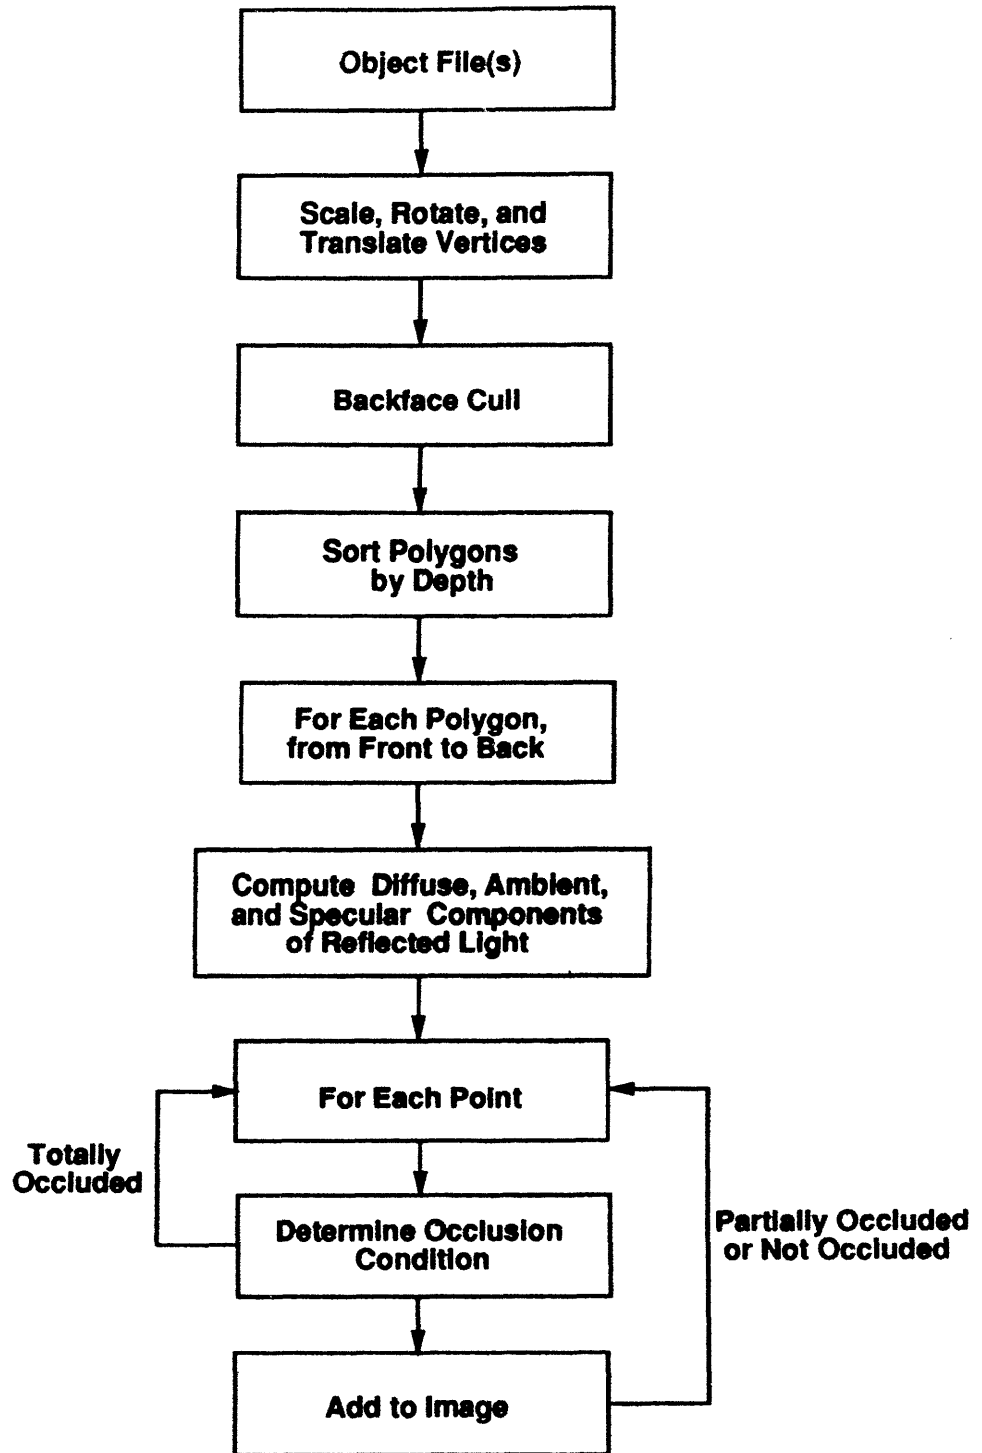 Object File(s)
Scale, Rotate, and
Translate Vertices
Backface Cull
Sort Polygons
by Depth
For Each Polygon,
from Front to Back
Compute Diffuse, Ambient,
and Specular Components
of Reflected Light
For Each Point
Totally
Occluded
Determine Occlusion
Condition
Partially Occluded
or Not Occluded
Add to Image